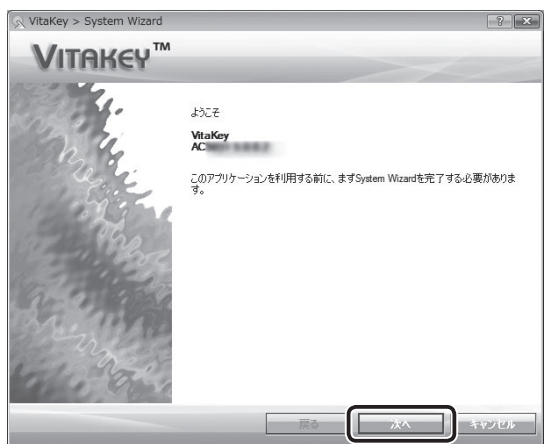 VitaKey > System Wizard
VITAKEY™
ようこそ
VitaKey
AC
このアプリケーションを利用する前に、まずSystem Wizardを完了する必要がありま
す。
戻る
次へ
キャンセル